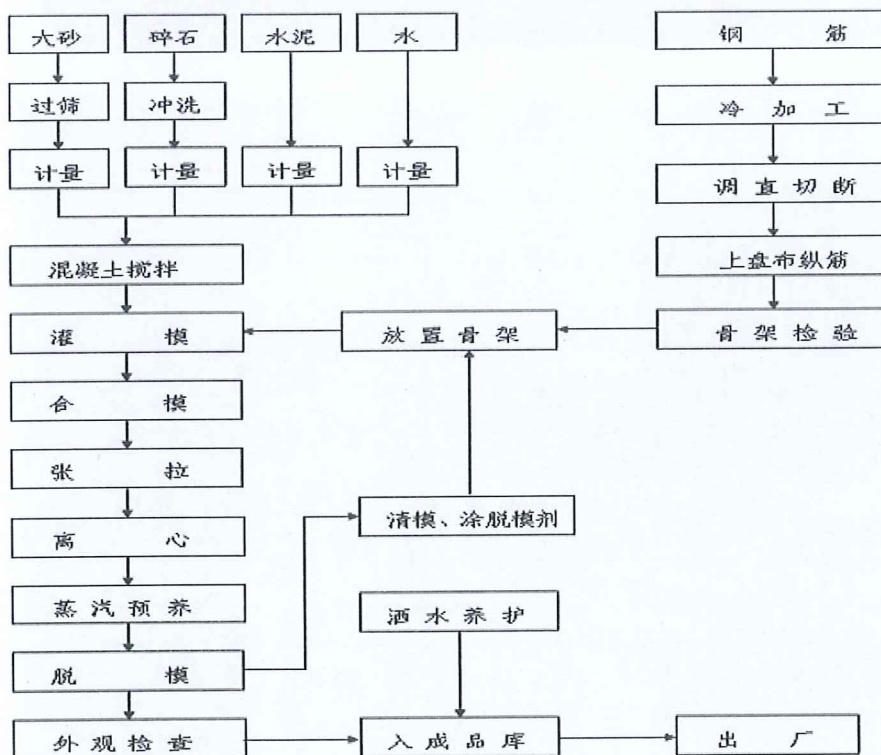 六砂 碎石 水泥 水 钢筋
过筛 冲洗 冷加工
计量 计量 计量 计量 调直切断
混凝土搅拌 上盘布纵筋
灌模 放置骨架 骨架检验
合模
张拉
离心 清模、涂脱模剂
蒸汽预养 洒水养护
脱模
外观检查 入成品库 出厂